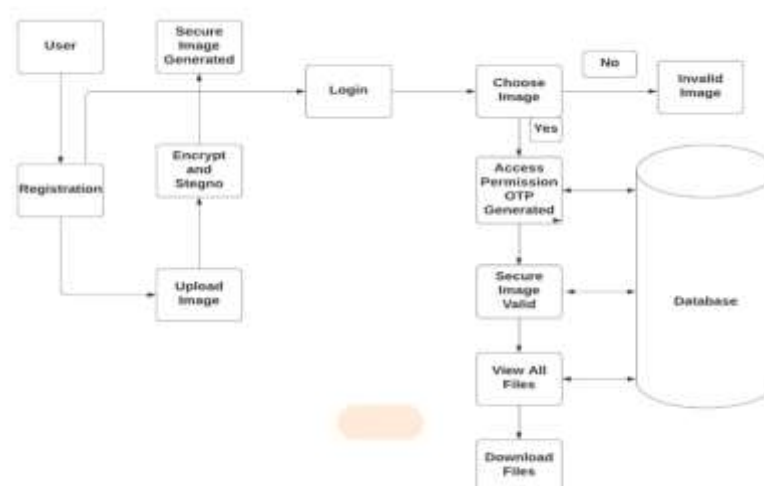 User
Secure
Image
Generated
Login
Choose
Image
No
Invalid
Image
Yes
Registration
Encrypt
and
Stegno
Access
Permission
OTP
Generated
Upload
Image
Secure
Image
Valid
Database
View All
Files
Download
Files